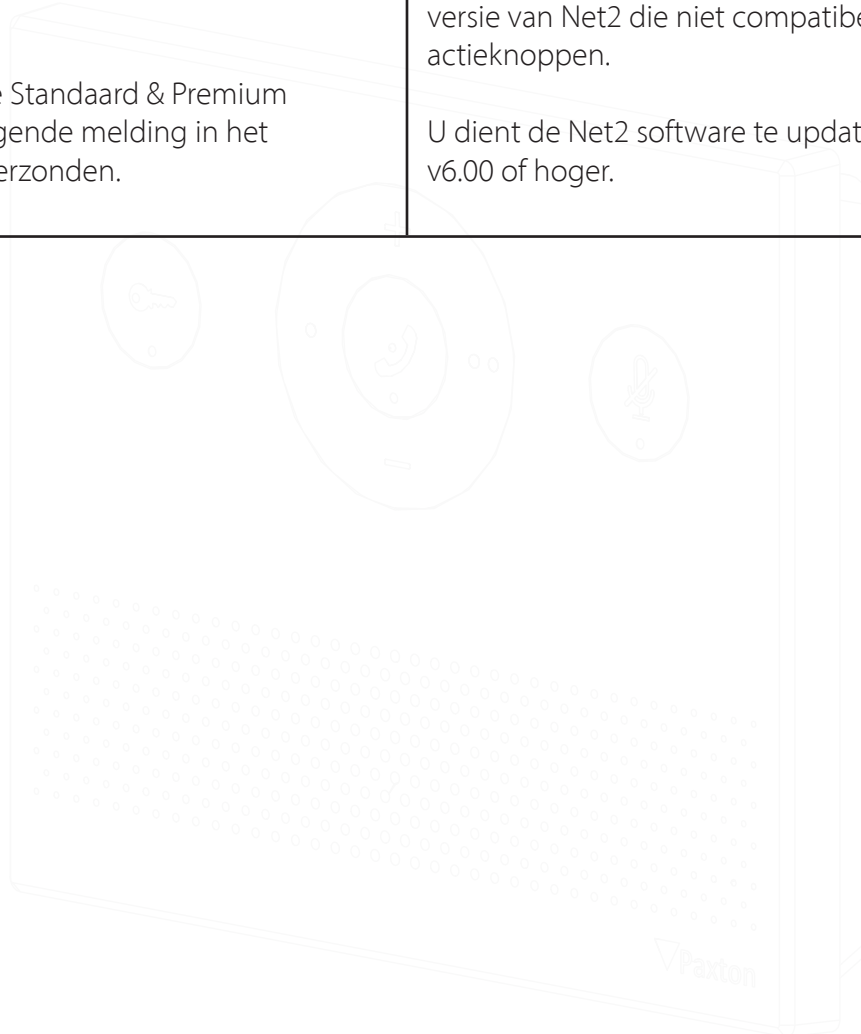 e Standaard & Premium
gende melding in het
erzonden.
versie van Net2 die niet compatibe
actieknoppen.
U dient de Net2 software te updat
v6.00 of hoger.
Paxton